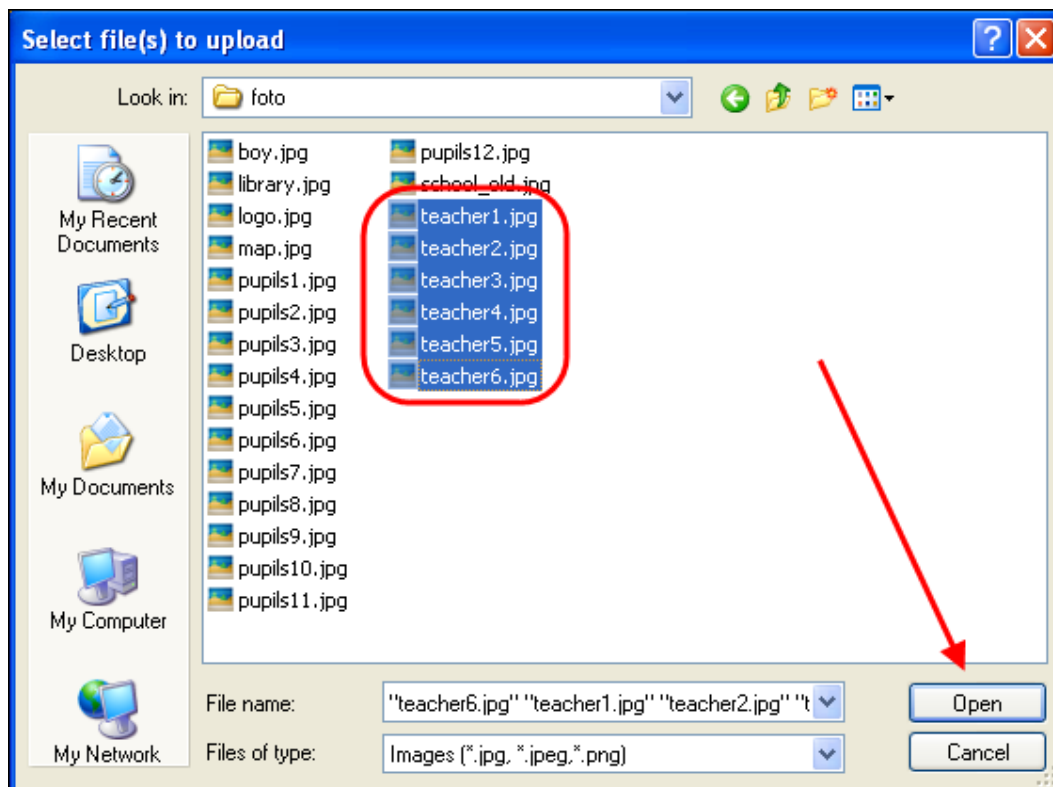 Select file(s) to upload
Look in:
foto
My Recent
Documents
Desktop
My Documents
My Computer
My Network
boy.jpg
library.jpg
logo.jpg
map.jpg
pupils1.jpg
pupils2.jpg
pupils3.jpg
pupils4.jpg
pupils5.jpg
pupils6.jpg
pupils7.jpg
pupils8.jpg
pupils9.jpg
pupils10.jpg
pupils11.jpg
pupils12.jpg
school_old.jpg
teacher1.jpg
teacher2.jpg
teacher3.jpg
teacher4.jpg
teacher5.jpg
teacher6.jpg
File name:
"teacher6.jpg" "teacher1.jpg" "teacher2.jpg" "t
Open
Files of type:
Images (*.jpg, *.jpeg,*.png)
Cancel